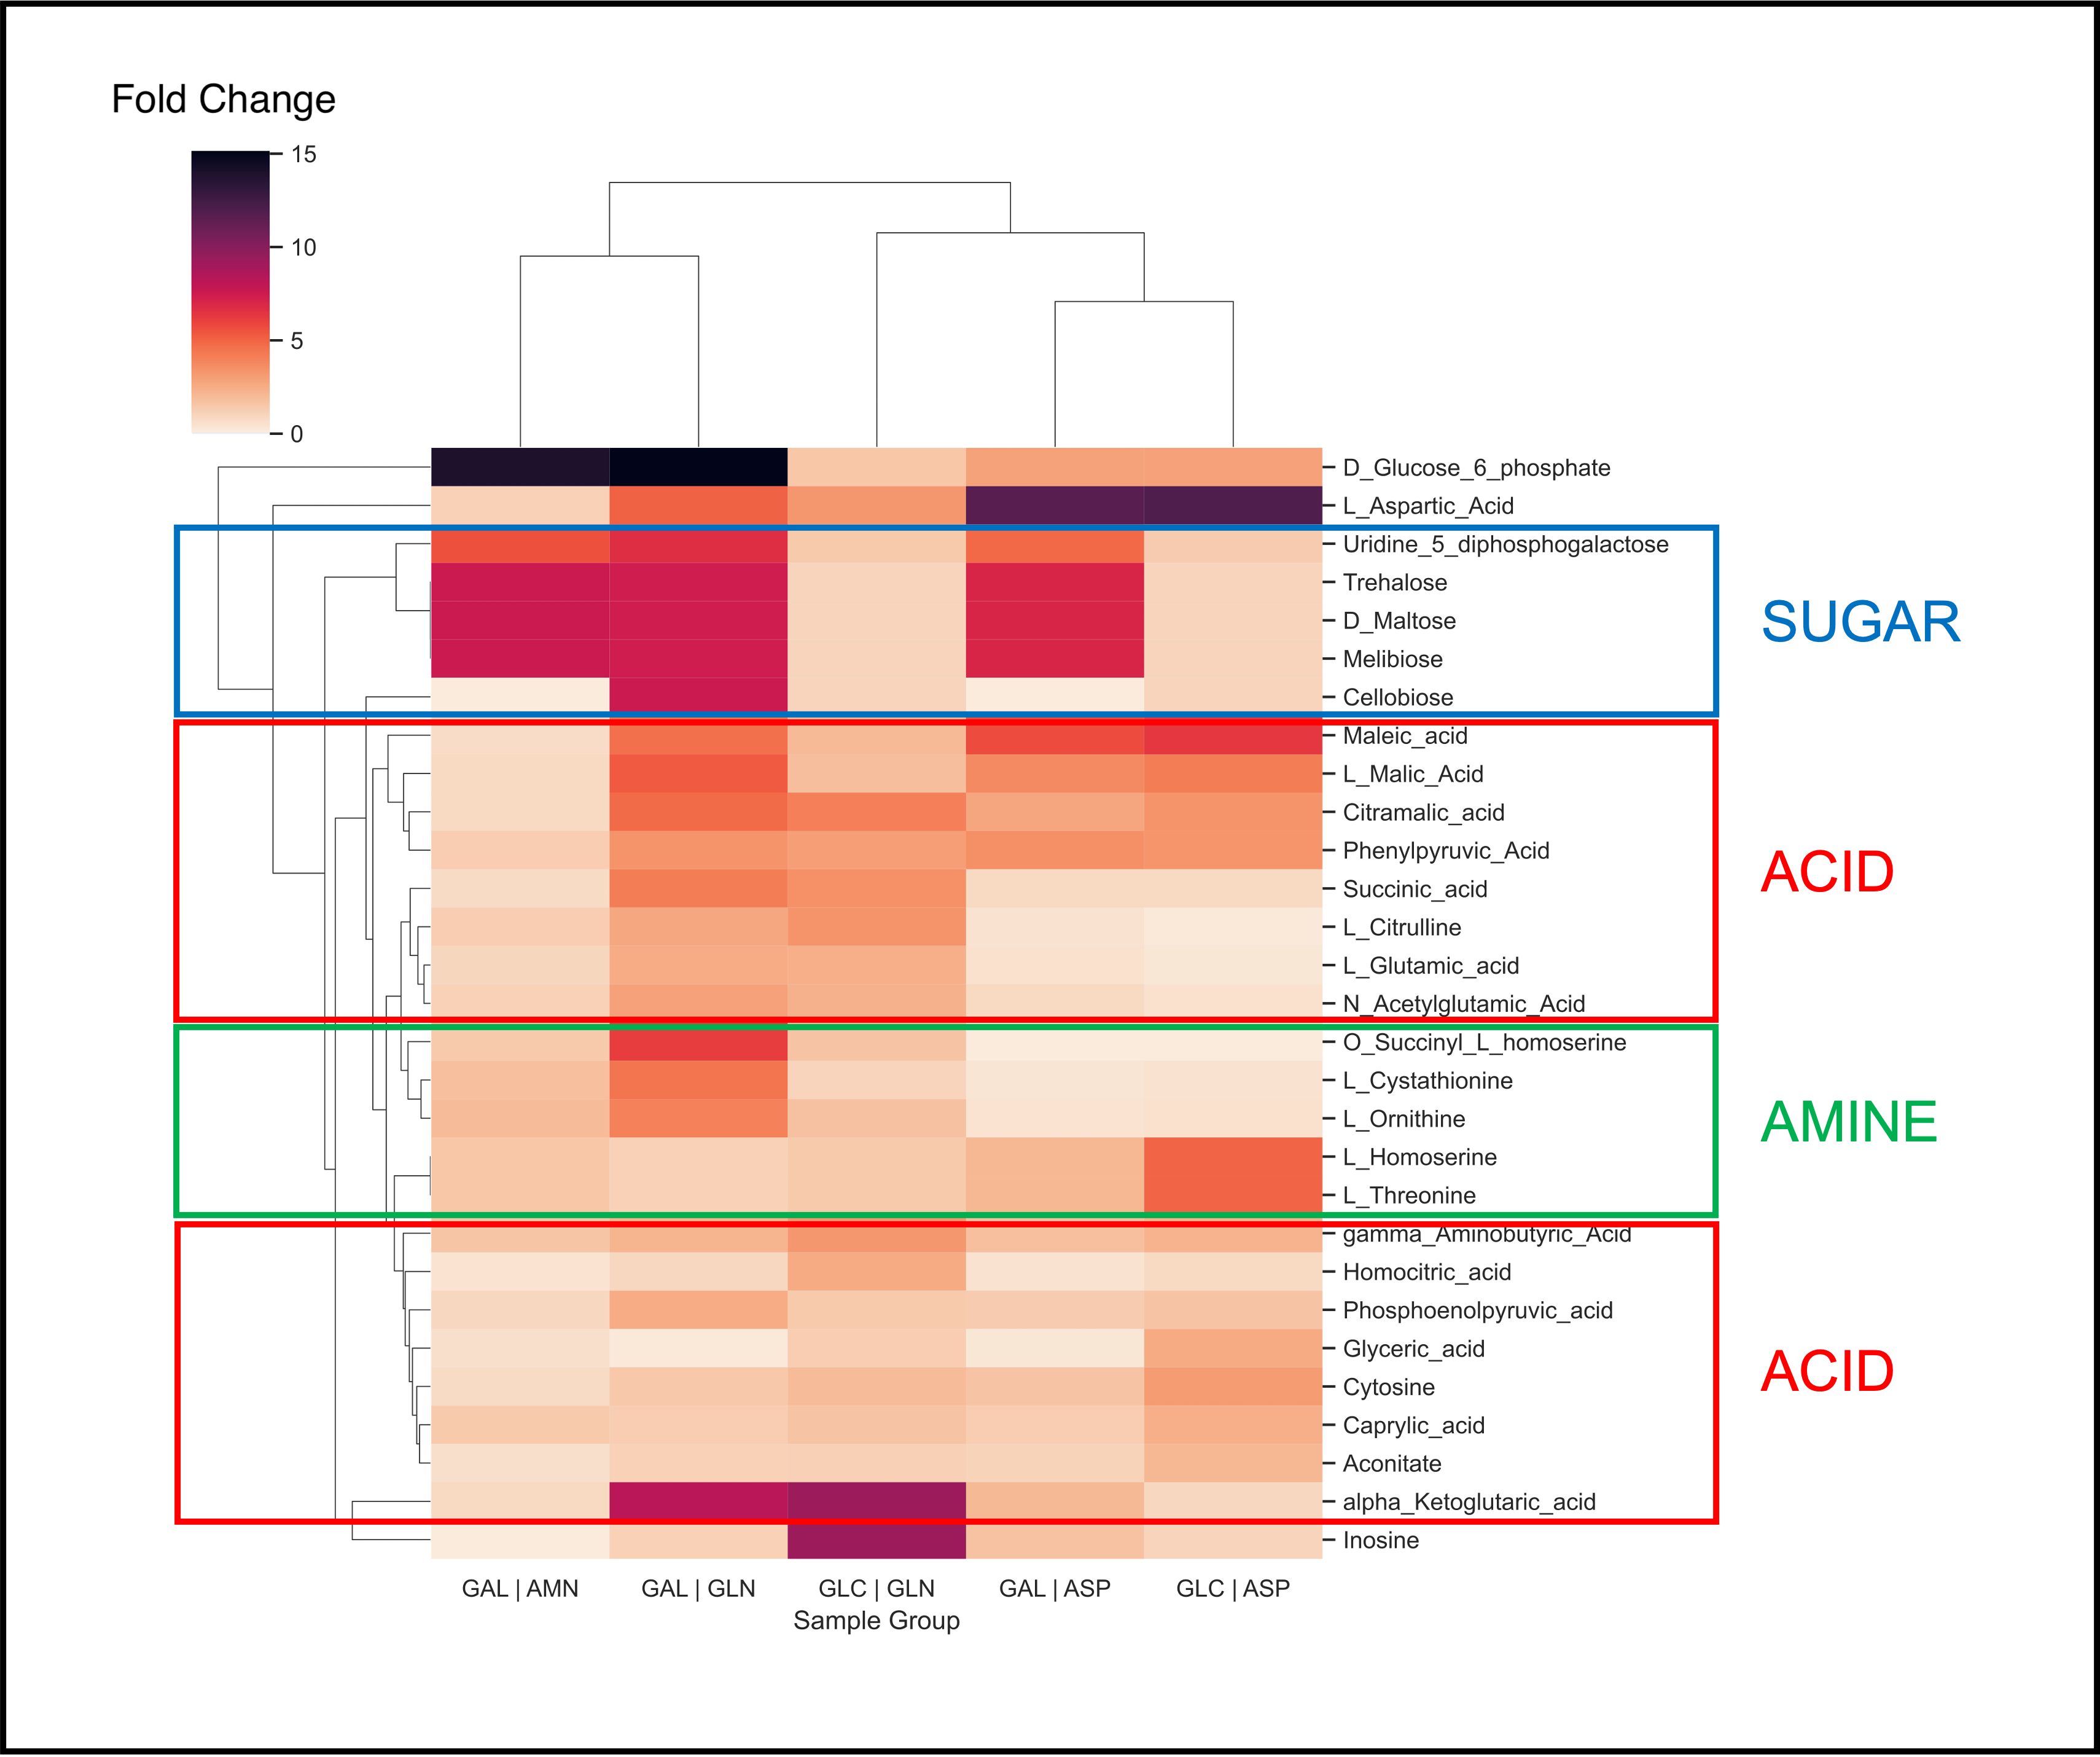 Fold Change
15
10
5
0
D_Glucose_6_phosphate
L_Aspartic_Acid
Uridine_5_diphosphogalactose
Trehalose
D_Maltose
Melibiose
Cellobiose
SUGAR
Maleic_acid
L_Malic_Acid
Citramalic_acid
Phenylpyruvic_Acid
Succinic_acid
L_Citrulline
L_Glutamic_acid
N_Acetylglutamic_Acid
ACID
O_Succinyl_L_homoserine
L_Cystathionine
L_Ornithine
L_Homoserine
L_Threonine
AMINE
gamma_Aminobutyric_Acid
Homocitric_acid
Phosphoenolpyruvic_acid
Glyceric_acid
Cytosine
Caprylic_acid
Aconitate
alpha_Ketoglutaric_acid
ACID
Inosine
GAL | AMN GAL | GLN GLC | GLN GAL | ASP GLC | ASP
Sample Group